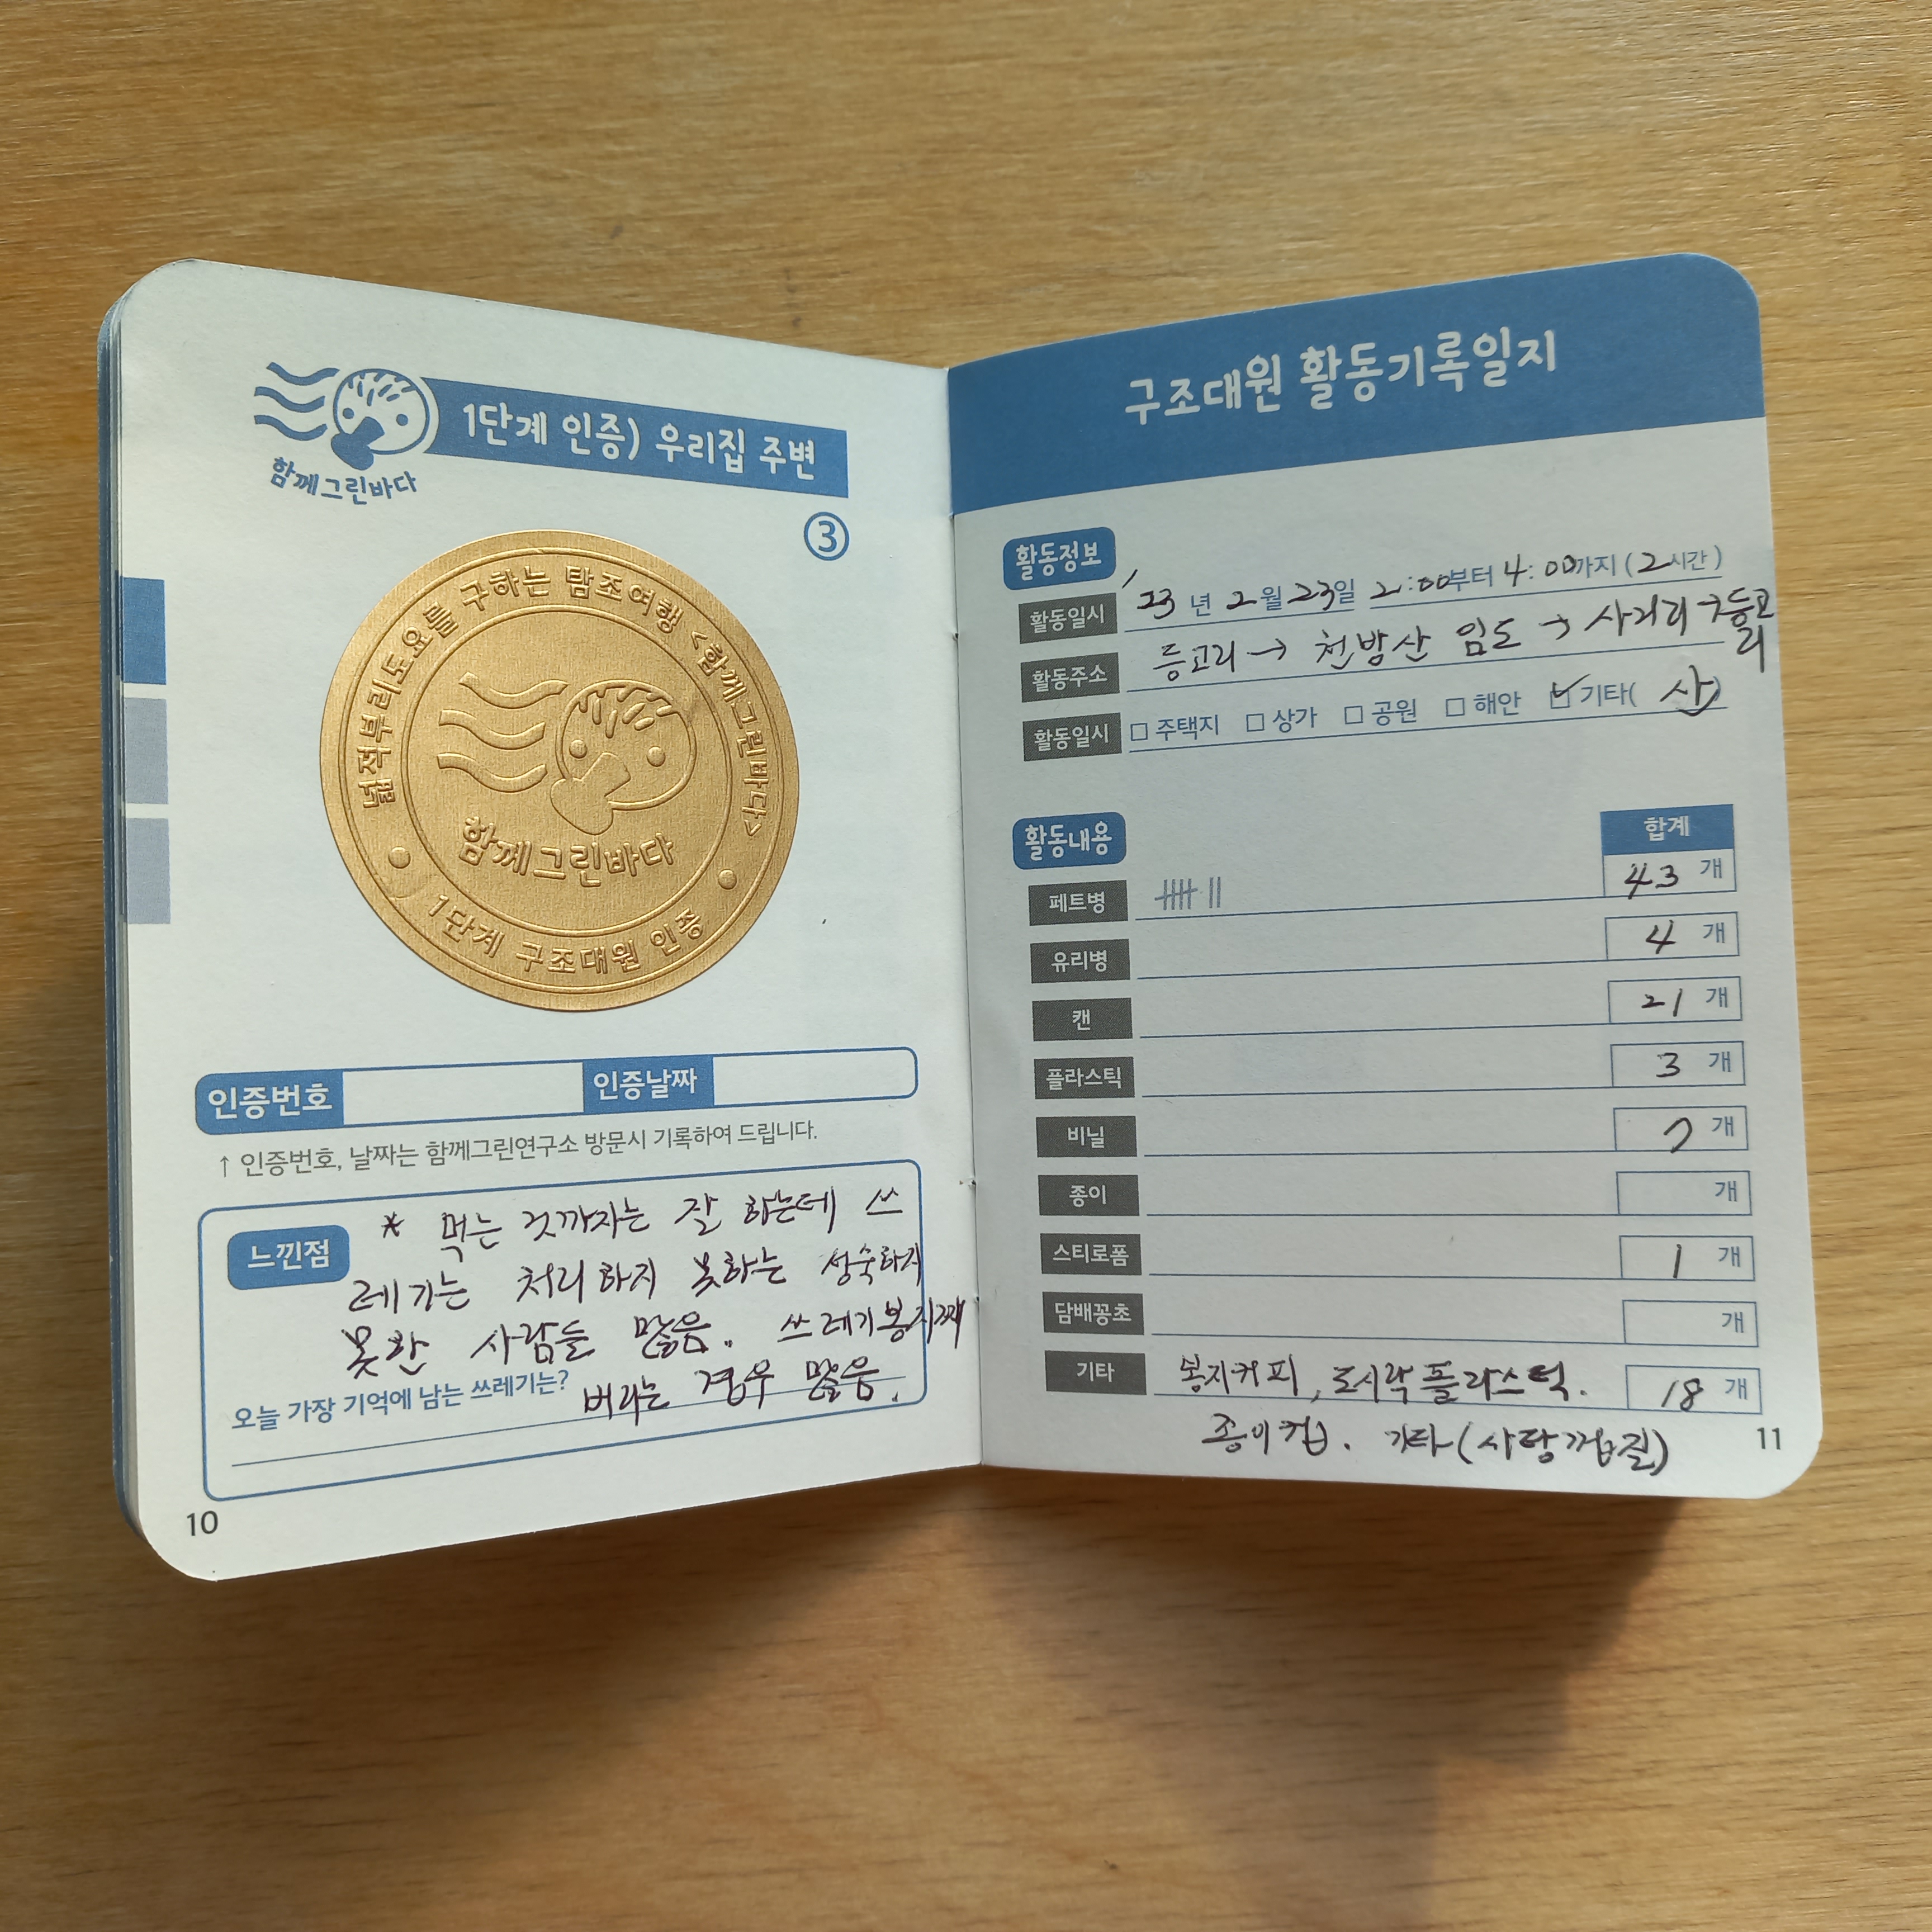 함께그린바다
1단계 인증) 우리집 주변
③
넓적부리도요를 구하는 탐조여행 <함께그린바다>
함께그린바다
1단계 구조대원 인증
인증번호 인증날짜
↑ 인증번호, 날짜는 함께그린연구소 방문시 기록하여 드립니다.
느낀점 * 먹는 것까지는 잘 하는데 쓰
레기는 처리하지 못하는 성숙하지
못한 사람들 많음. 쓰레기봉지째
버리는 경우 많음.
오늘 가장 기억에 남는 쓰레기는?
10
구조대원 활동기록일지
활동정보
활동일시 '23년 2월 23일 2:00부터 4:00까지 (2시간)
활동주소 등고리→ 천방산 임도 → 사거리→등고
리
활동일시 □ 주택지 □ 상가 □ 공원 □ 해안 ☑ 기타( 산)
활동내용 합계
페트병 43 개
유리병 4 개
캔 21 개
플라스틱 3 개
비닐 7 개
종이 개
스티로폼 1 개
담배꽁초 개
기타 봉지커피, 도시락플라스틱. 18 개
종이컵. 기타(사탕껍질)
11